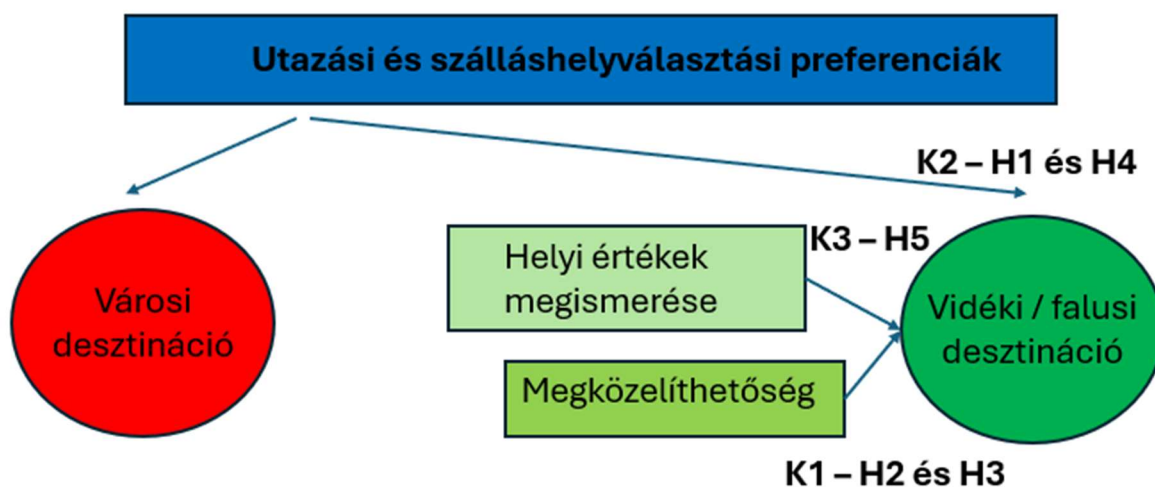 Utazási és szálláshelyválasztási preferenciák
K2 – H1 és H4
K3 – H5
Helyi értékek
megismerése
Városi
desztináció
Vidéki / falusi
desztináció
Megközelíthetőség
K1 – H2 és H3